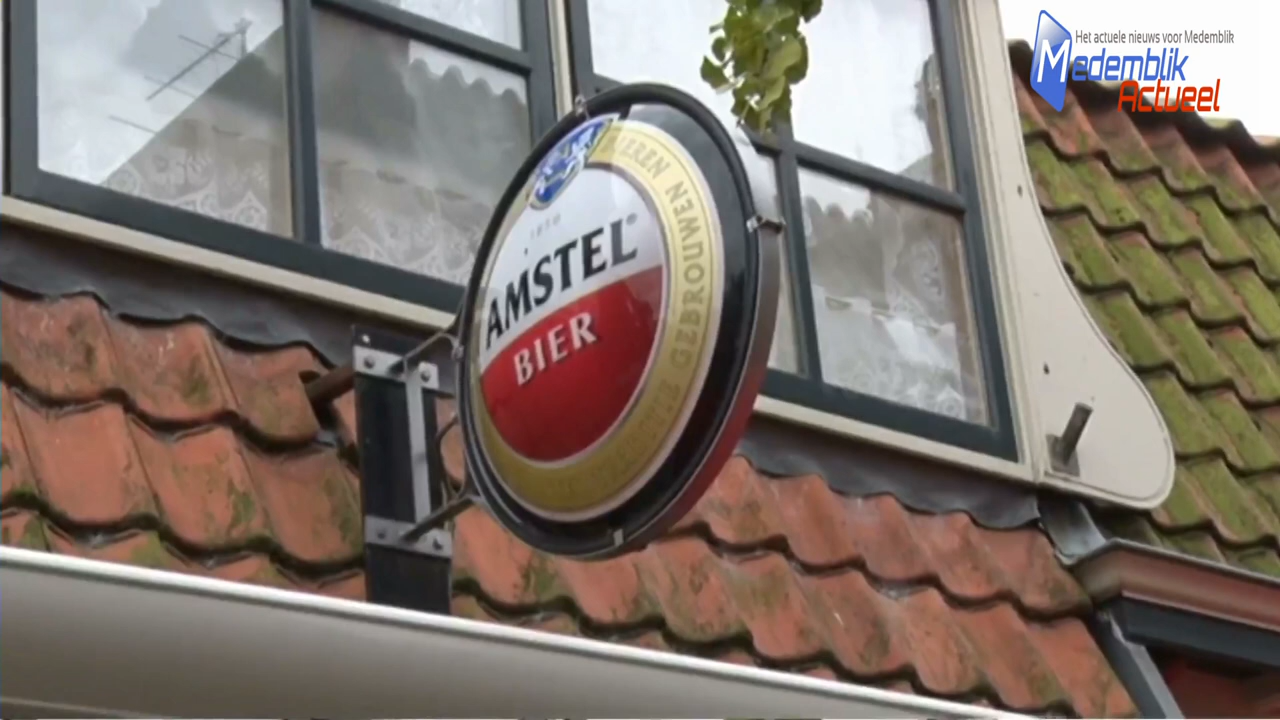 Het actuele nieuws voor Medemblik
Medemblik
Actueel
1870
AMSTEL®
BIER
GEBROUWEN